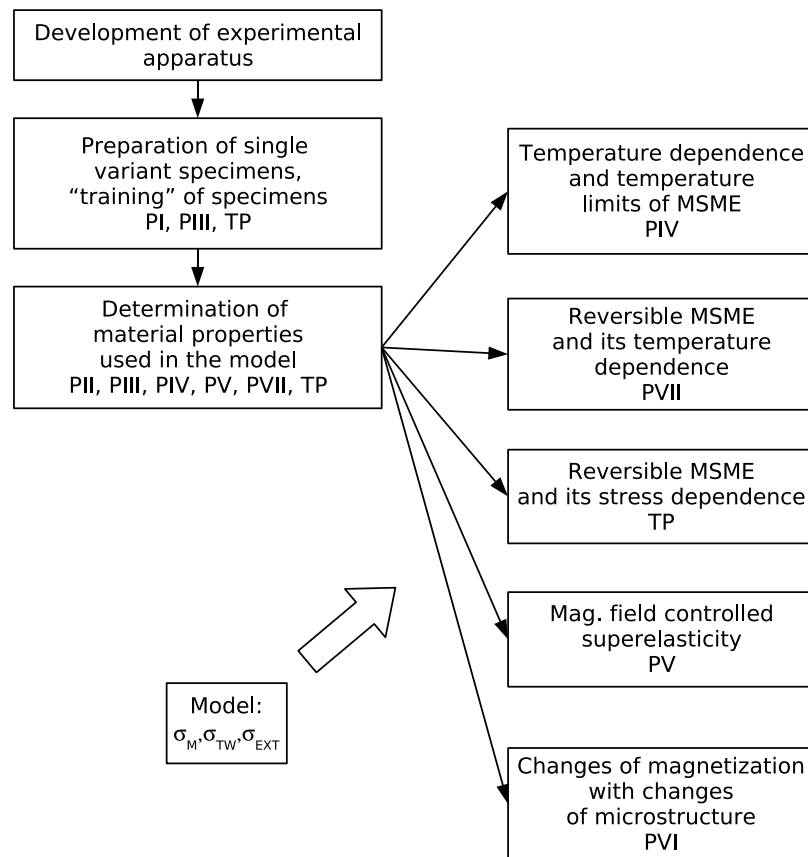 Development of experimental
apparatus
Preparation of single
variant specimens,
“training” of specimens
PI, PIII, TP
Determination of
material properties
used in the model
PII, PIII, PIV, PV, PVII, TP
Temperature dependence
and temperature
limits of MSME
PIV
Reversible MSME
and its temperature
dependence
PVII
Reversible MSME
and its stress dependence
TP
Mag. field controlled
superelasticity
PV
Changes of magnetization
with changes
of microstructure
PVI
Model:
σM,σTW,σEXT